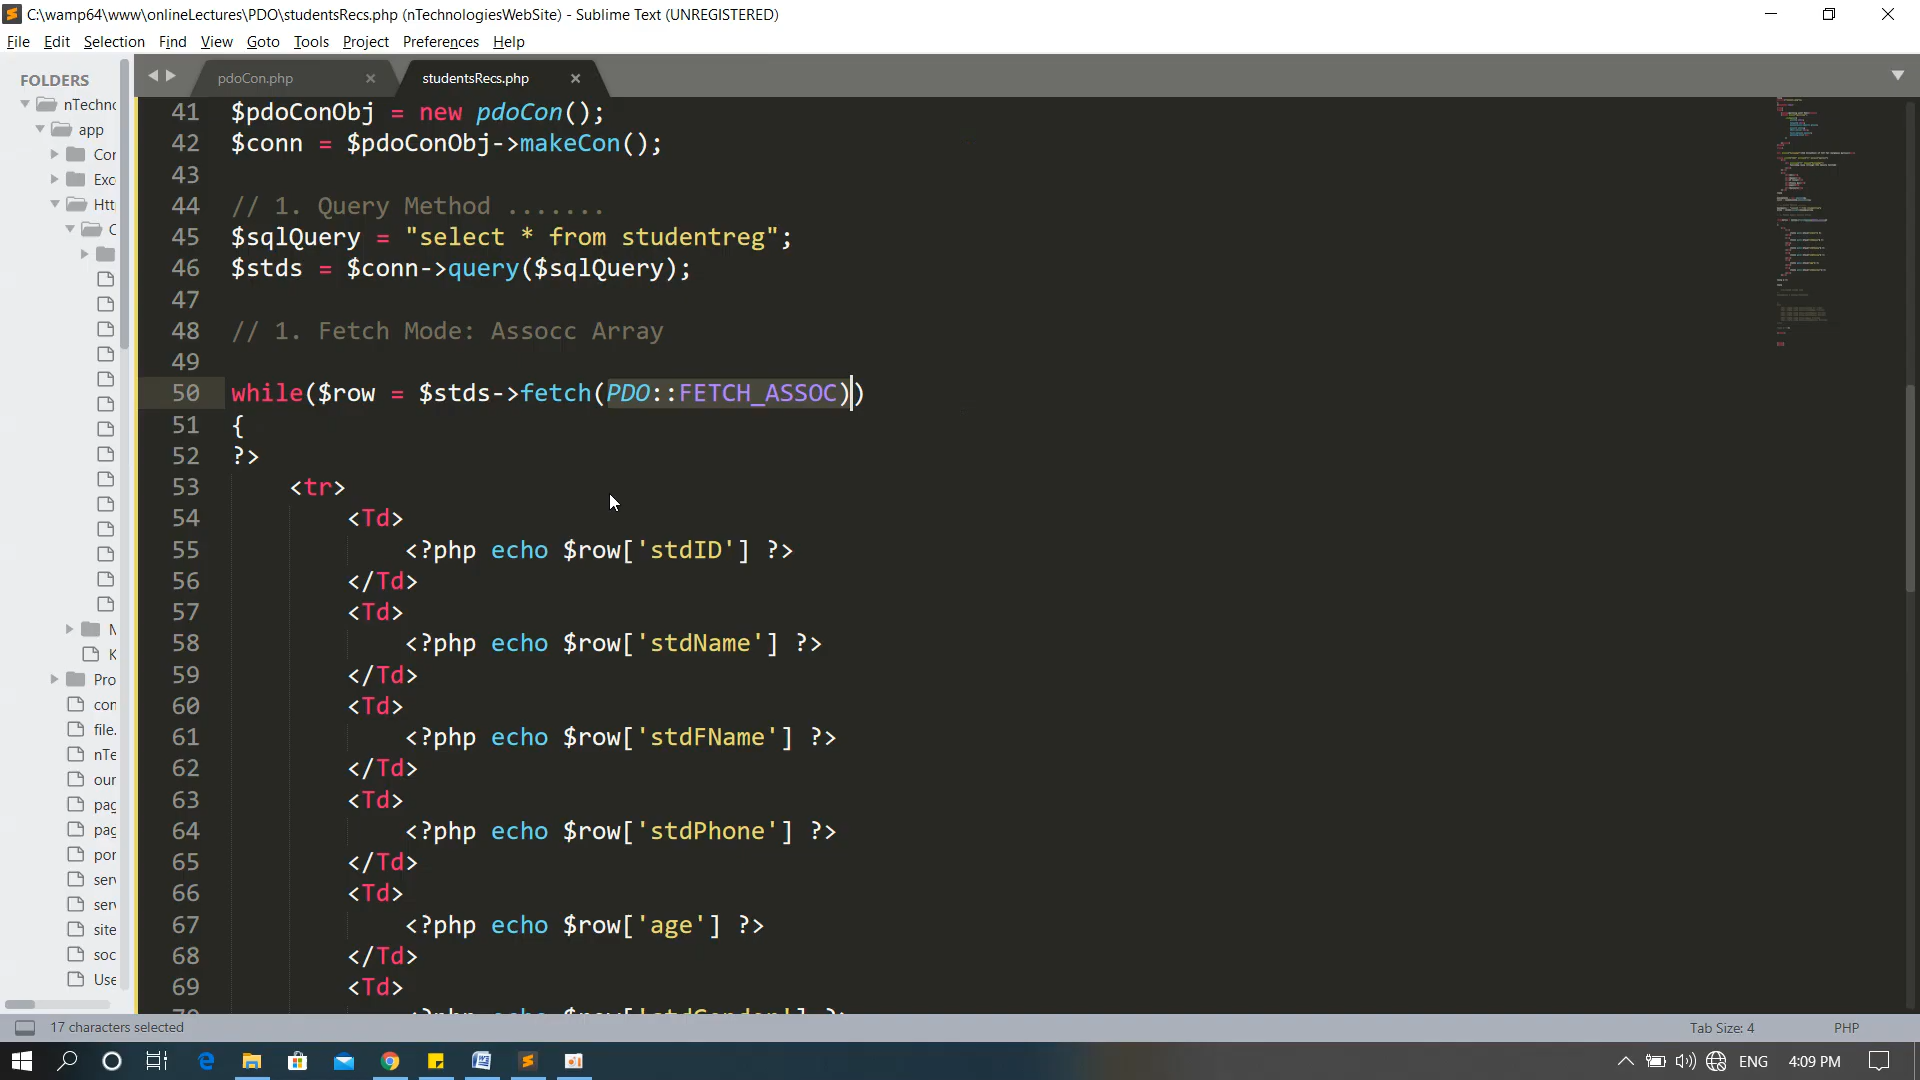 C:\wamp64\www\onlineLectures\PDO\studentsRecs.php (nTechnologiesWebSite) - Sublime Text (UNREGISTERED)
File Edit Selection Find View Goto Tools Project Preferences Help
FOLDERS
nTechno
app
Cor
Exc
Htt
C
M
K
Pro
con
file.
nTe
our
pag
pag
por
ser
ser
site
soc
Use
pdoCon.php
studentsRecs.php
41 $pdoConObj = new pdoCon();
42 $conn = $pdoConObj->makeCon();
43
44 // 1. Query Method .......
45 $sqlQuery = "select * from studentreg";
46 $stds = $conn->query($sqlQuery);
47
48 // 1. Fetch Mode: Assocc Array
49
50 while($row = $stds->fetch(PDO::FETCH_ASSOC))
51 {
52 ?>
53 <tr>
54 <Td>
55 <?php echo $row['stdID'] ?>
56 </Td>
57 <Td>
58 <?php echo $row['stdName'] ?>
59 </Td>
60 <Td>
61 <?php echo $row['stdFName'] ?>
62 </Td>
63 <Td>
64 <?php echo $row['stdPhone'] ?>
65 </Td>
66 <Td>
67 <?php echo $row['age'] ?>
68 </Td>
69 <Td>
17 characters selected
Tab Size: 4
PHP
ENG
4:09 PM